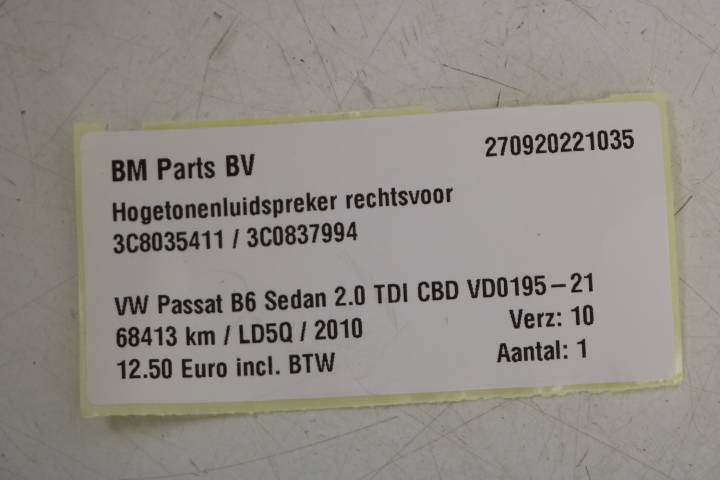 BM Parts BV 270920221035
Hogetonenluidspreker rechtsvoor
3C8035411 / 3C0837994
VW Passat B6 Sedan 2.0 TDI CBD VD0195-21
68413 km / LD5Q / 2010 Verz: 10
12.50 Euro incl. BTW Aantal: 1